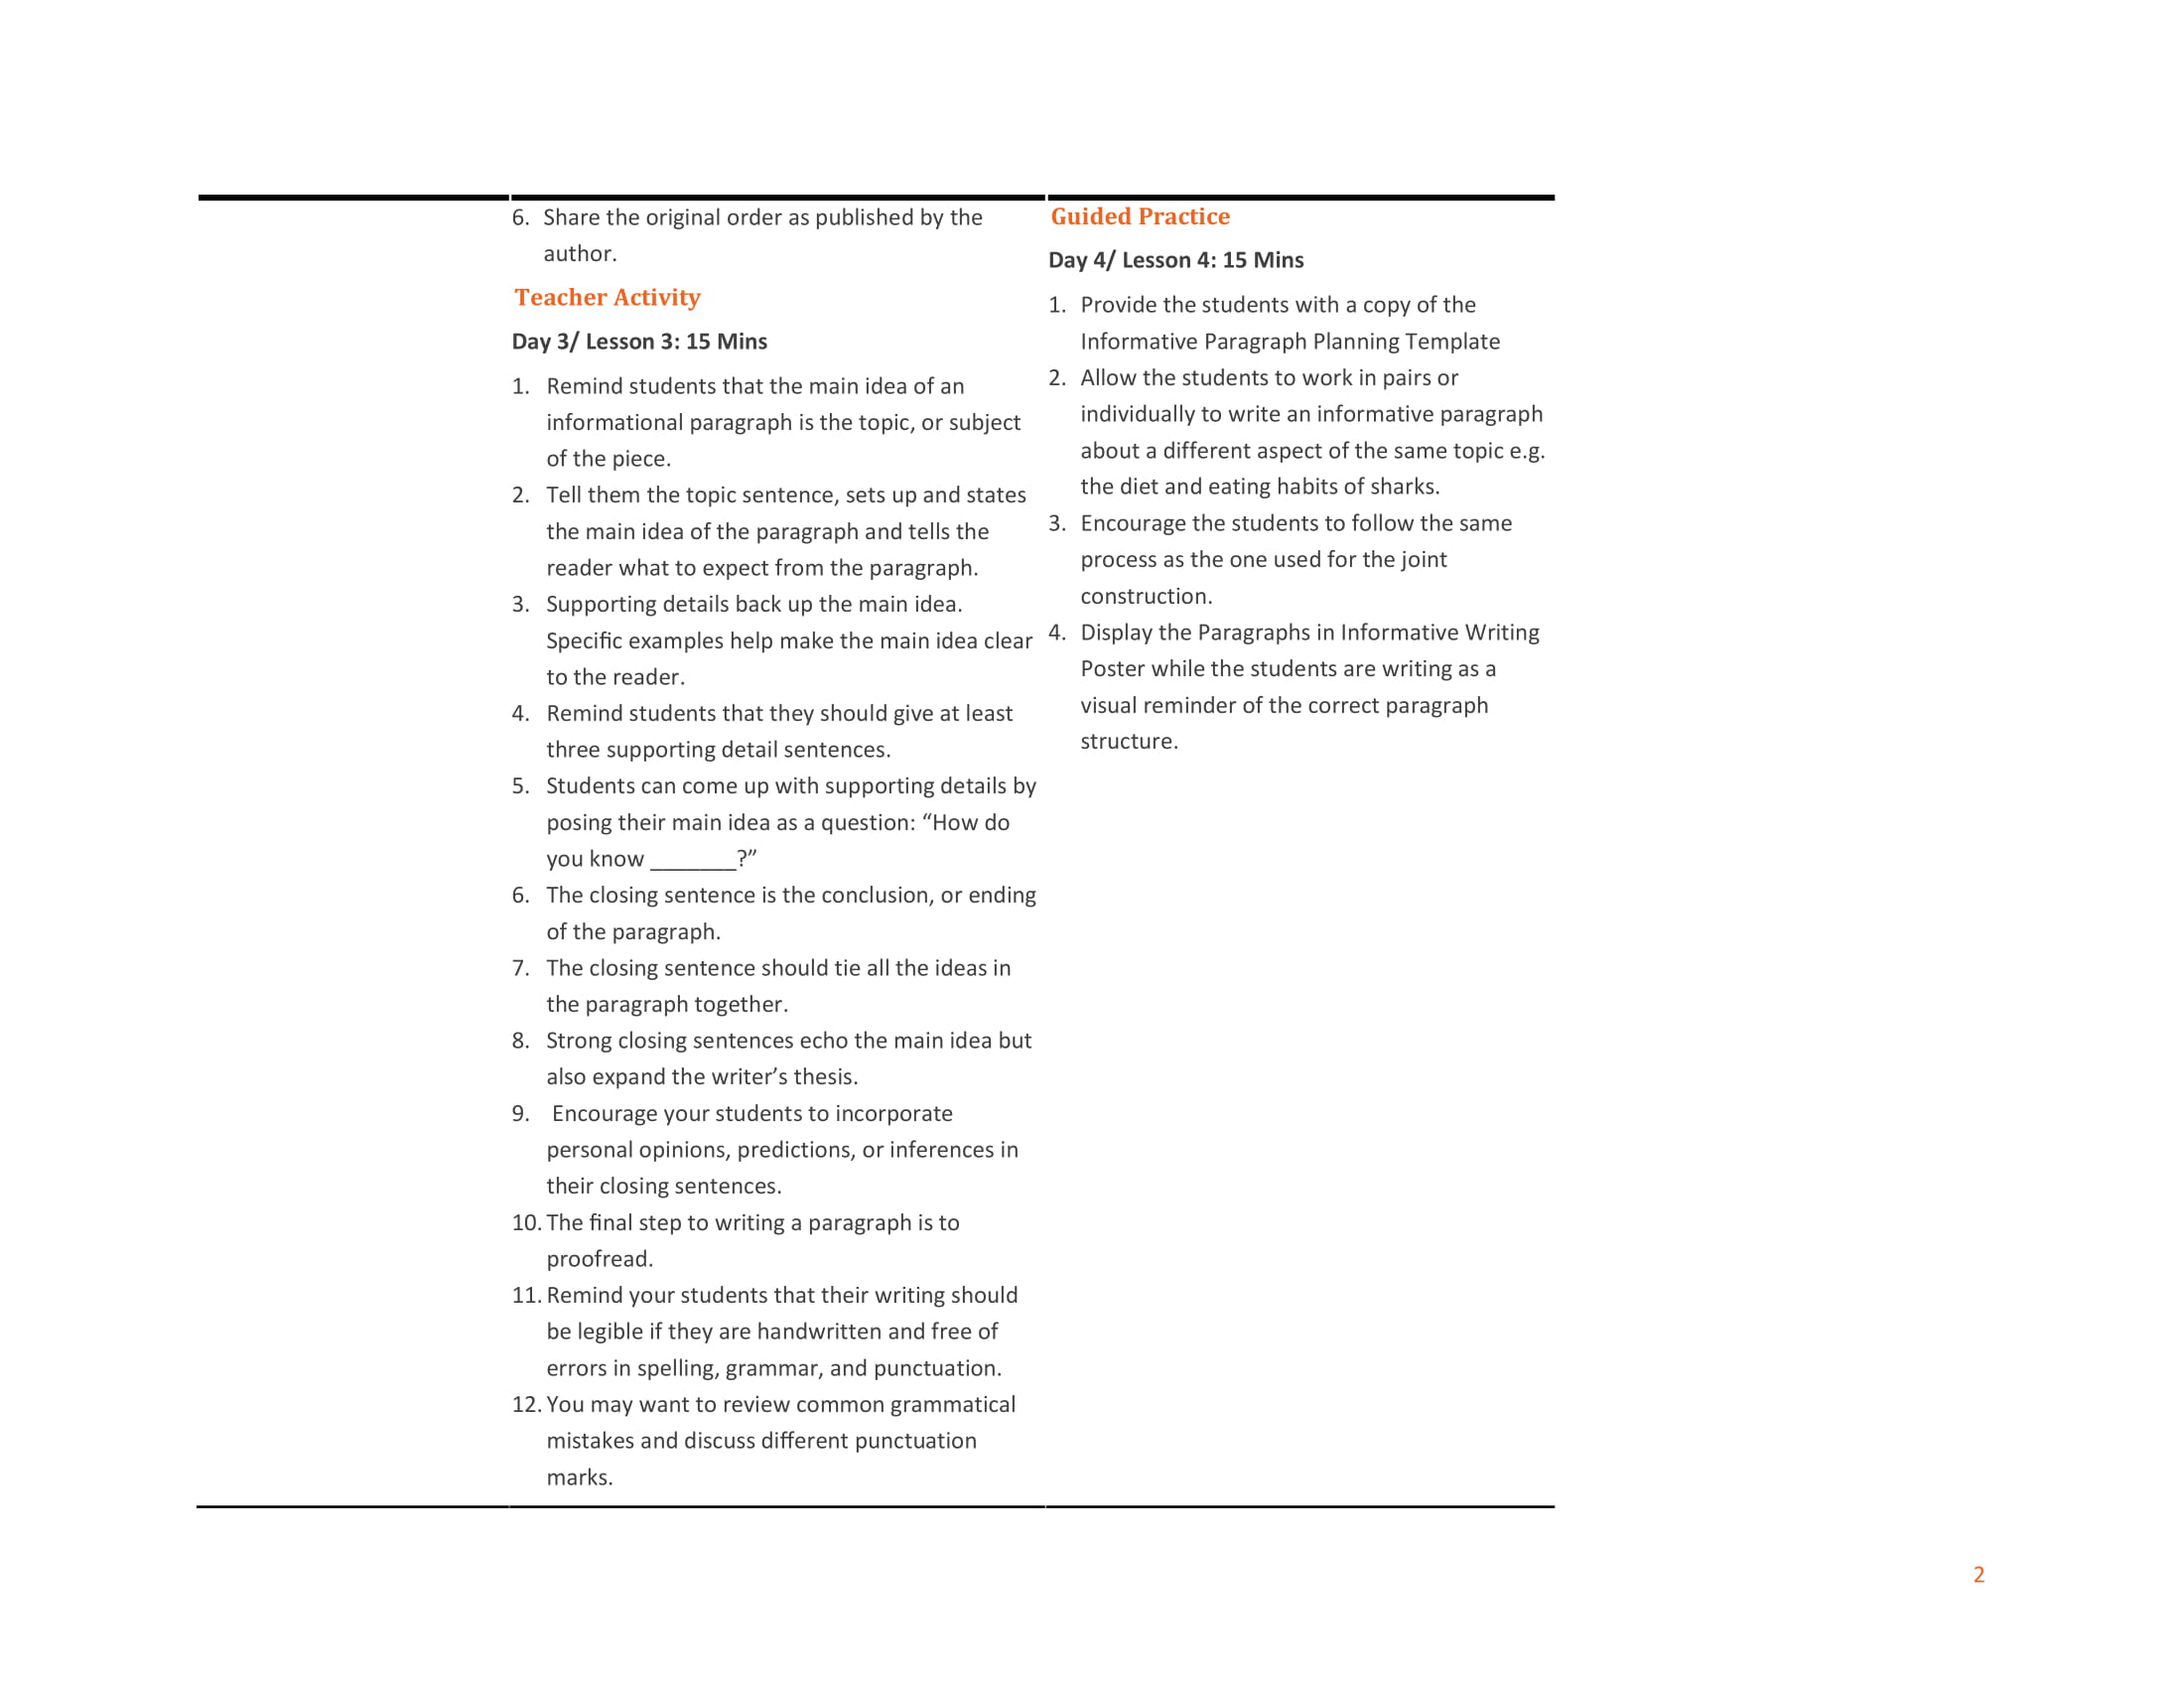 6. Share the original order as published by the
author.
Teacher Activity
Day 3/ Lesson 3: 15 Mins
1. Remind students that the main idea of an
informational paragraph is the topic, or subject
of the piece.
2. Tell them the topic sentence, sets up and states
the main idea of the paragraph and tells the
reader what to expect from the paragraph.
3. Supporting details back up the main idea.
Specific examples help make the main idea clear
to the reader.
4. Remind students that they should give at least
three supporting detail sentences.
5. Students can come up with supporting details by
posing their main idea as a question: “How do
you know _______?”
6. The closing sentence is the conclusion, or ending
of the paragraph.
7. The closing sentence should tie all the ideas in
the paragraph together.
8. Strong closing sentences echo the main idea but
also expand the writer’s thesis.
9. Encourage your students to incorporate
personal opinions, predictions, or inferences in
their closing sentences.
10. The final step to writing a paragraph is to
proofread.
11. Remind your students that their writing should
be legible if they are handwritten and free of
errors in spelling, grammar, and punctuation.
12. You may want to review common grammatical
mistakes and discuss different punctuation
marks.
Guided Practice
Day 4/ Lesson 4: 15 Mins
1. Provide the students with a copy of the
Informative Paragraph Planning Template
2. Allow the students to work in pairs or
individually to write an informative paragraph
about a different aspect of the same topic e.g.
the diet and eating habits of sharks.
3. Encourage the students to follow the same
process as the one used for the joint
construction.
4. Display the Paragraphs in Informative Writing
Poster while the students are writing as a
visual reminder of the correct paragraph
structure.
2